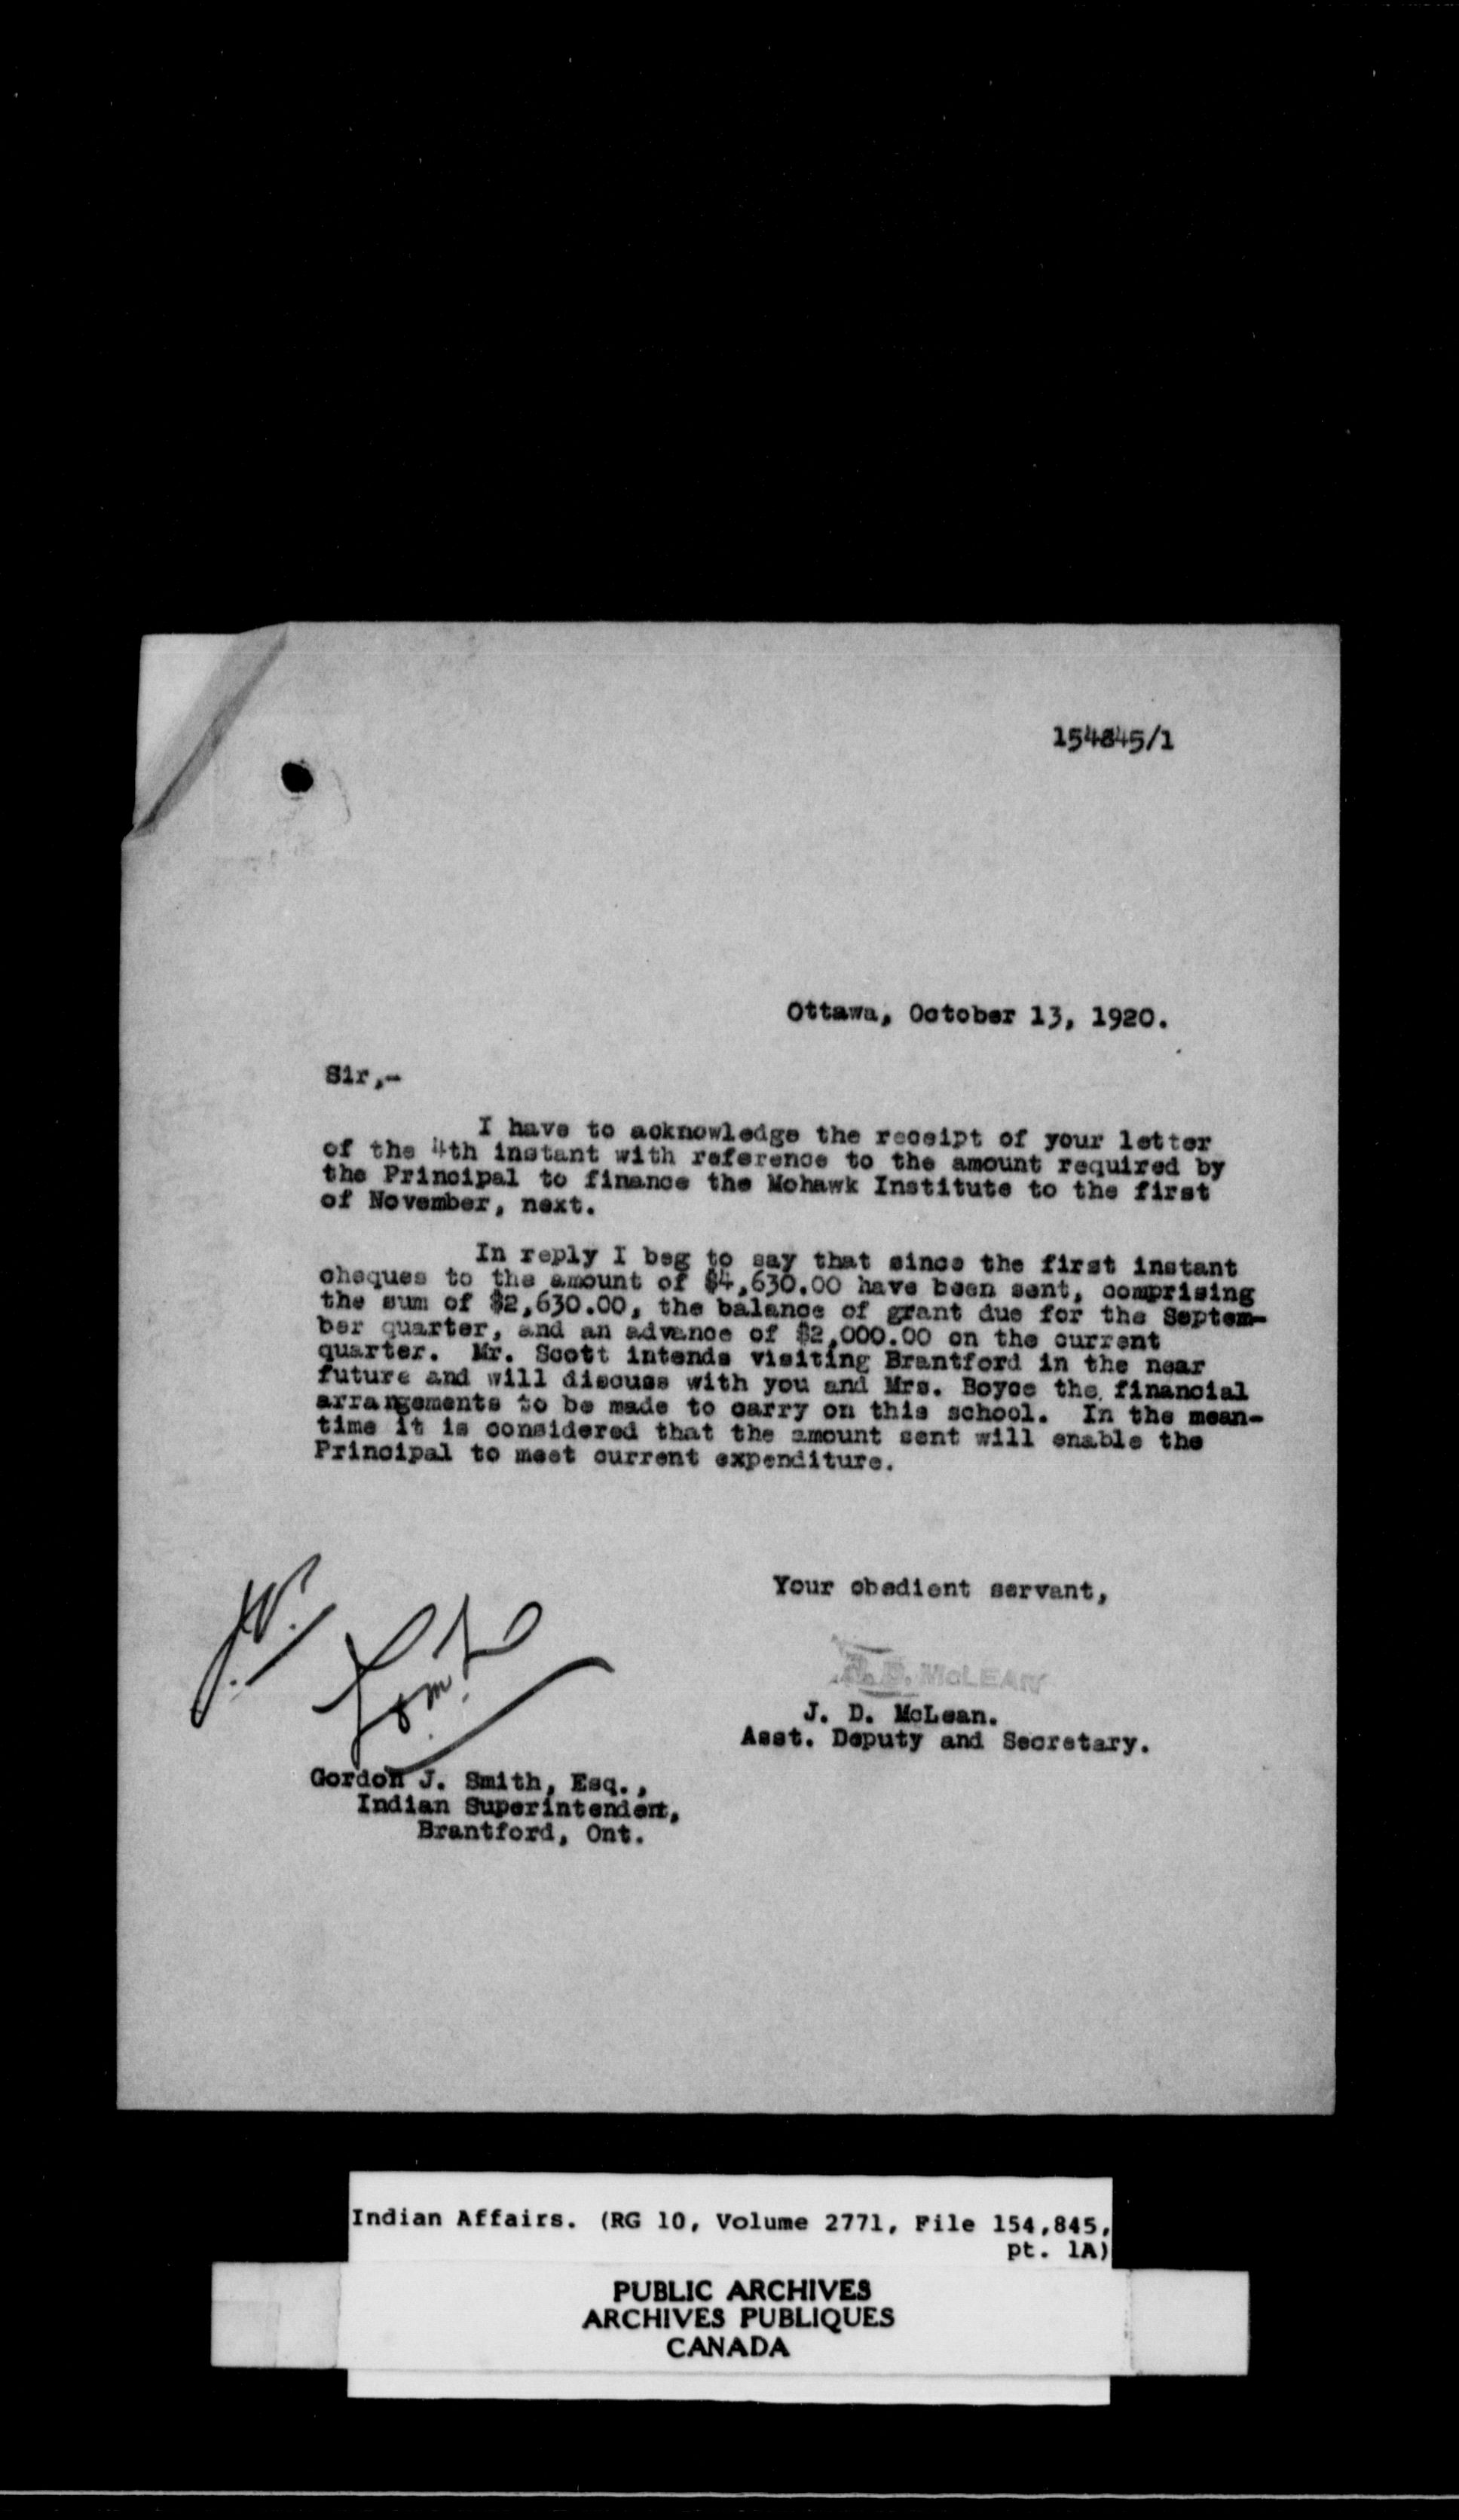 154845/1
Ottawa, October 13, 1920.
Sir,-
I have to acknowledge the receipt of your letter
of the 4th instant with reference to the amount required by
the Principal to finance the Mohawk Institute to the first
of November, next.
In reply I beg to say that since the first instant
cheques to the amount of $4,630.00 have been sent, comprising
the sum of $2,630.00, the balance of grant due for the Septem-
ber quarter, and an advance of $2,000.00 on the current
quarter. Mr. Scott intends visiting Brantford in the near
future and will discuss with you and Mrs. Boyce the financial
arrangements to be made to carry on this school. In the mean-
time it is considered that the amount sent will enable the
Principal to meet current expenditure.
Your obedient servant,
J. D. McLEAN
J. D. McLean.
Asst. Deputy and Secretary.
Gordon J. Smith, Esq.,
Indian Superintendent,
Brantford, Ont.
Indian Affairs. (RG 10, Volume 2771, File 154,845,
pt. 1A)
PUBLIC ARCHIVES
ARCHIVES PUBLIQUES
CANADA